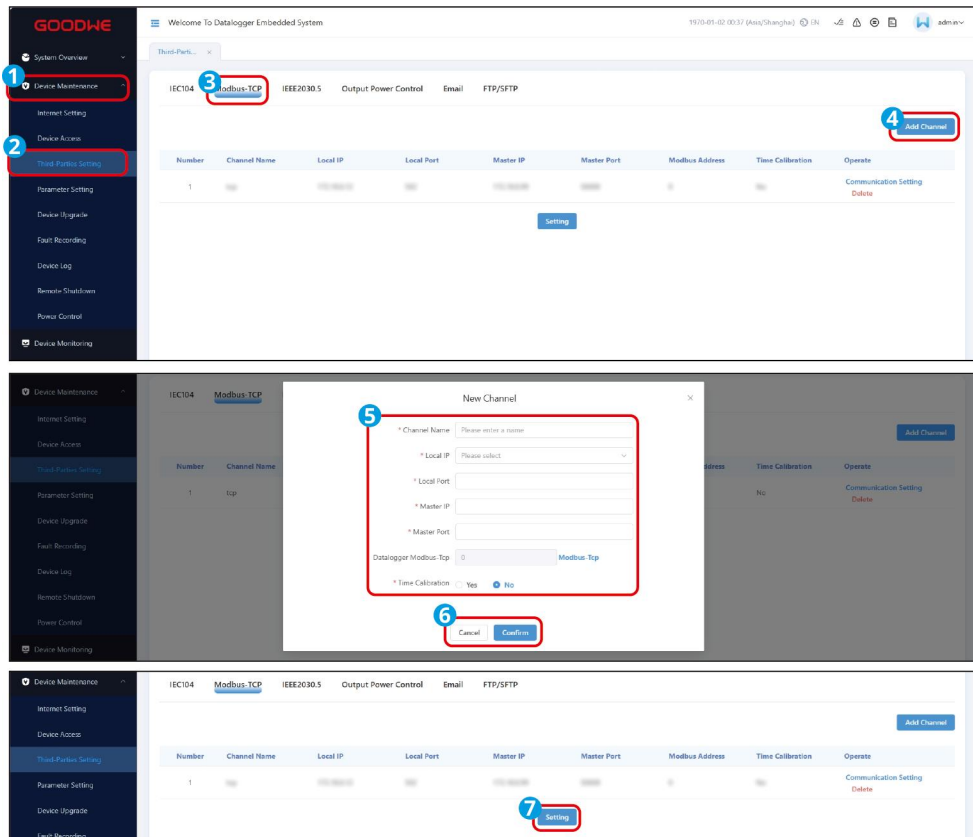 GOODWE
Welcome To Datalogger Embedded System
1970-01-02 00:37 (Asia/Shanghai) EN admin
Third-Parti... ×
System Overview
1 Device Maintenance
Internet Setting
Device Access
2 Third-Parties Setting
Parameter Setting
Device Upgrade
Fault Recording
Device Log
Remote Shutdown
Power Control
Device Monitoring
IEC104 3 Modbus-TCP IEEE2030.5 Output Power Control Email FTP/SFTP
4 Add Channel
Number Channel Name Local IP Local Port Master IP Master Port Modbus Address Time Calibration Operate
1 Communication Setting
Delete
Setting
Device Maintenance
Internet Setting
Device Access
Third-Parties Setting
Parameter Setting
Device Upgrade
Fault Recording
Device Log
Remote Shutdown
Power Control
Device Monitoring
IEC104 Modbus-TCP
Add Channel
Number Channel Name ddress Time Calibration Operate
1 tcp No Communication Setting
Delete
New Channel ×
5
* Channel Name Please enter a name
* Local IP Please select
* Local Port
* Master IP
* Master Port
Datalogger Modbus-Tcp 0 Modbus-Tcp
* Time Calibration Yes No
6
Cancel Confirm
Device Maintenance
Internet Setting
Device Access
Third-Parties Setting
Parameter Setting
Device Upgrade
Fault Recording
IEC104 Modbus-TCP IEEE2030.5 Output Power Control Email FTP/SFTP
Add Channel
Number Channel Name Local IP Local Port Master IP Master Port Modbus Address Time Calibration Operate
1 Communication Setting
Delete
7 Setting